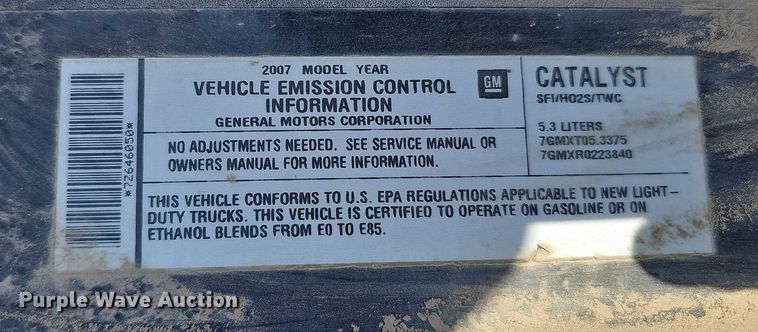 *7Z646050*
2007 MODEL YEAR
VEHICLE EMISSION CONTROL
INFORMATION
GENERAL MOTORS CORPORATION
GM
NO ADJUSTMENTS NEEDED. SEE SERVICE MANUAL OR
OWNERS MANUAL FOR MORE INFORMATION.
CATALYST
SFI/HO2S/TWC
5.3 LITERS
7GMXT05.3375
7GMXR0223840
THIS VEHICLE CONFORMS TO U.S. EPA REGULATIONS APPLICABLE TO NEW LIGHT-
DUTY TRUCKS. THIS VEHICLE IS CERTIFIED TO OPERATE ON GASOLINE OR ON
ETHANOL BLENDS FROM E0 TO E85.
Purple Wave Auction